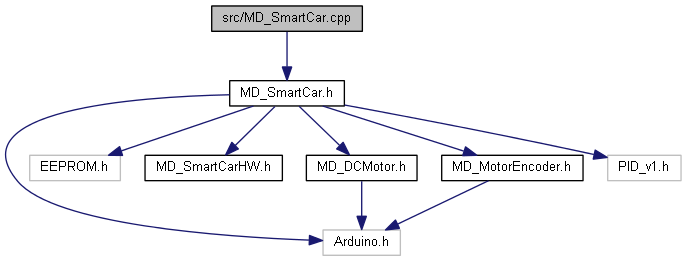 src/MD_SmartCar.cpp
MD_SmartCar.h
EEPROM.h
MD_SmartCarHW.h
MD_DCMotor.h
MD_MotorEncoder.h
PID_v1.h
Arduino.h